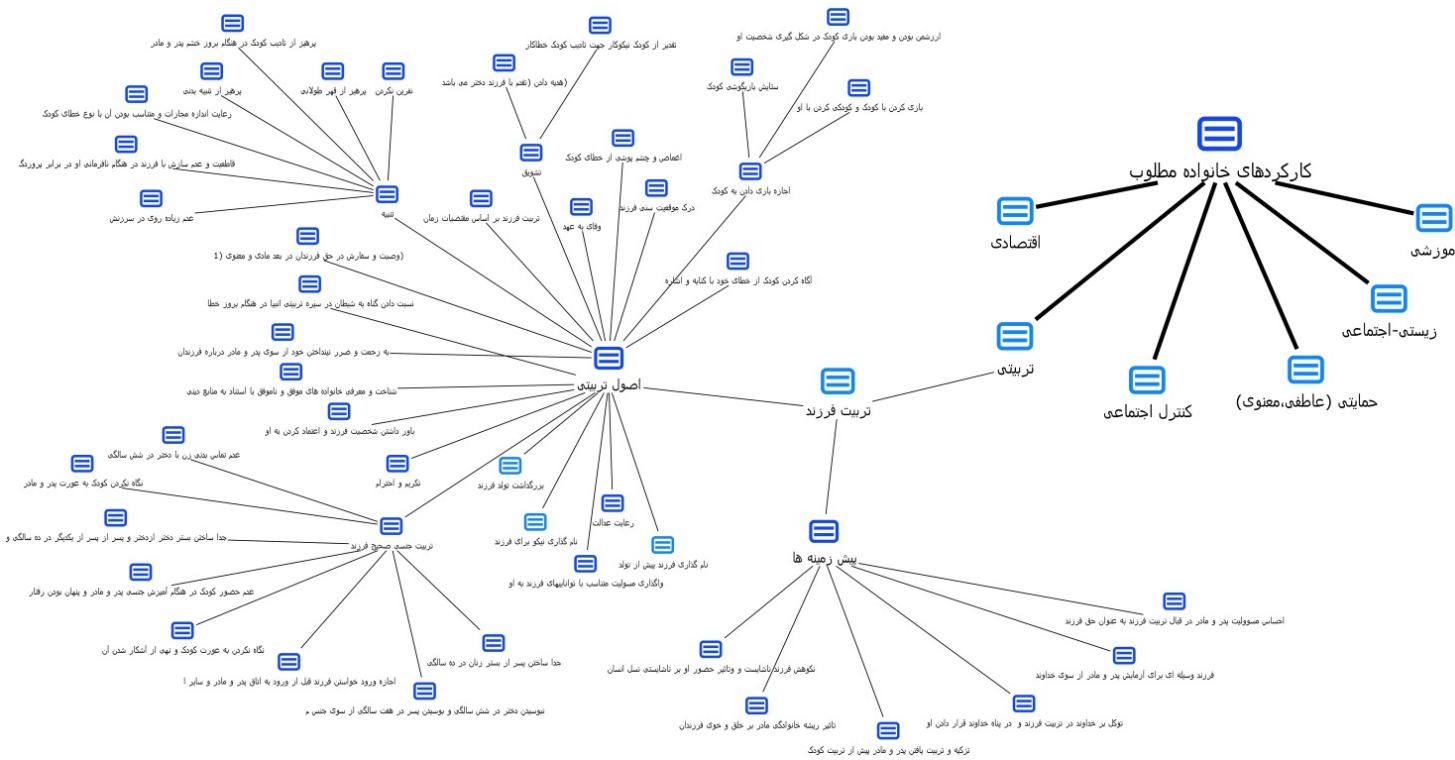 کارکردهای خانواده مطلوب
اقتصادی
تربیتی
کنترل اجتماعی
حمایتی (عاطفی،معنوی)
زیستی-اجتماعی
موزشی
تربیت فرزند
اصول تربیتی
پیش زمینه ها
ارزشمن بودن و مفید بودن بازی کودک در شکل گیری شخصیت او
ستایش بازیگوشی کودک
بازی کردن با کودک و کودکی کردن با او
اجازه بازی دادن به کودک
تقدیر از کودک نیکوکار جهت تادیب کودک خطاکار
(هدیه دادن (تقدم با فرزند دختر می باشد
تشویق
پرهیز از تادیب کودک در هنگام بروز خشم پدر و مادر
نفرین نکردن
پرهیز از قهر طولانی
پرهیز از تنبیه بدنی
رعایت اندازه مجازات و متناسب بودن آن با نوع خطای کودک
قاطعیت و عدم سازش با فرزند در هنگام نافرمانی او در برابر پروردگ
عدم زیاده روی در سرزنش
تنبیه
اغماض و چشم پوشی از خطای کودک
درک موقعیت سنی فرزند
وفای به عهد
تربیت فرزند بر اساس مقتضیات زمان
آگاه کردن کودک از خطای خود با کنایه و اشاره
(وصیت و سفارش در حق فرزندان در بعد مادی و معنوی (1
نسبت دادن گناه به شیطان در سیره تربیتی انبیا در هنگام بروز خطا
به زحمت و ضرر نینداختن خود از سوی پدر و مادر درباره فرزندان
شناخت و معرفی خانواده های موفق و ناموفق با استناد به منابع دینی
باور داشتن شخصیت فرزند و اعتماد کردن به او
تکریم و احترام
بزرگداشت تولد فرزند
نام گذاری نیکو برای فرزند
رعایت عدالت
واگذاری مسولیت متناسب با تواناییهای فرزند به او
نام گذاری فرزند پیش از تولد
تربیت جنسی صحیح فرزند
عدم تماس بدنی زن با دختر در شش سالگی
نگاه نکردن کودک به عورت پدر و مادر
جدا ساختن بستر دختر ازدختر و پسر از پسر از یکدیگر در ده سالگی و
عدم حضور کودک در هنگام آمیزش جنسی پدر و مادر و پنهان بودن رفتار
نگاه نکردن به عورت کودک و نهی از آشکار شدن آن
اجازه ورود خواستن فرزند قبل از ورود به اتاق پدر و مادر و سایر ا
نبوسیدن دختر در شش سالگی و بوسیدن پسر در هفت سالگی از سوی جنس م
جدا ساختن پسر از بستر زنان در ده سالگی
احساس مسوولیت پدر و مادر در قبال تربیت فرزند به عنوان حق فرزند
فرزند وسیله ای برای آزمایش پدر و مادر از سوی خداوند
توکل بر خداوند در تربیت فرزند و در پناه خداوند قرار دادن او
تزکیه و تربیت یافتن پدر و مادر پیش از تربیت کودک
تاثیر ریشه خانوادگی مادر بر خلق و خوی فرزندان
نکوهش فرزند ناشایست و وتاثیر حضور او بر ناشایستی نسل انسان